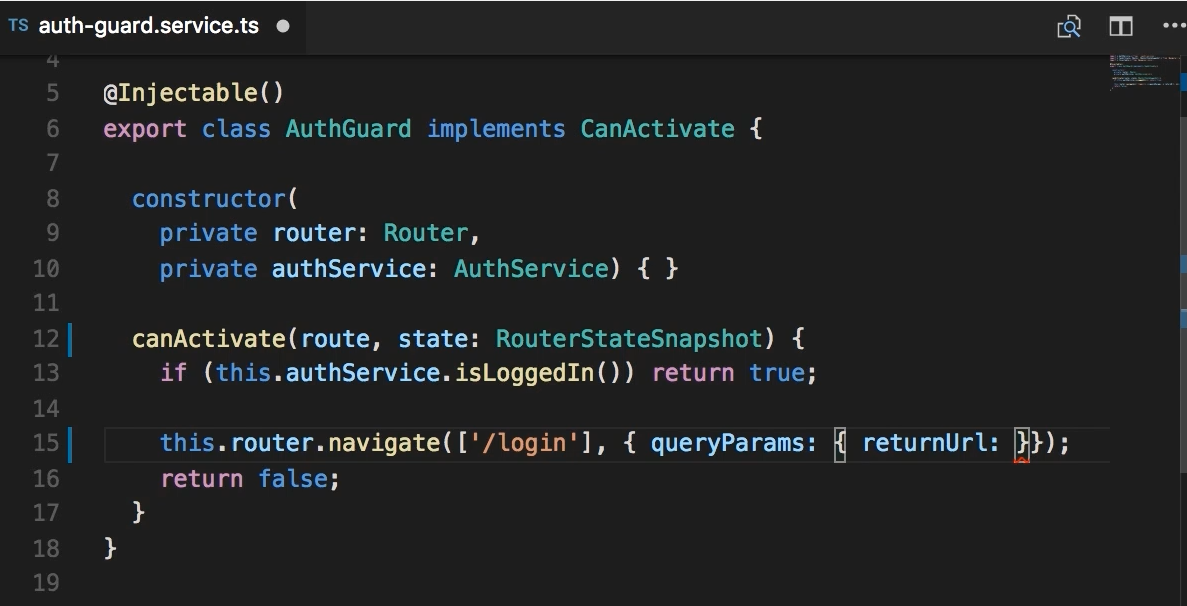 TS auth-guard.service.ts
4
5 @Injectable()
6 export class AuthGuard implements CanActivate {
7
8 constructor(
9 private router: Router,
10 private authService: AuthService) { }
11
12 canActivate(route, state: RouterStateSnapshot) {
13 if (this.authService.isLoggedIn()) return true;
14
15 this.router.navigate(['/login'], { queryParams: { returnUrl: }});
16 return false;
17 }
18 }
19